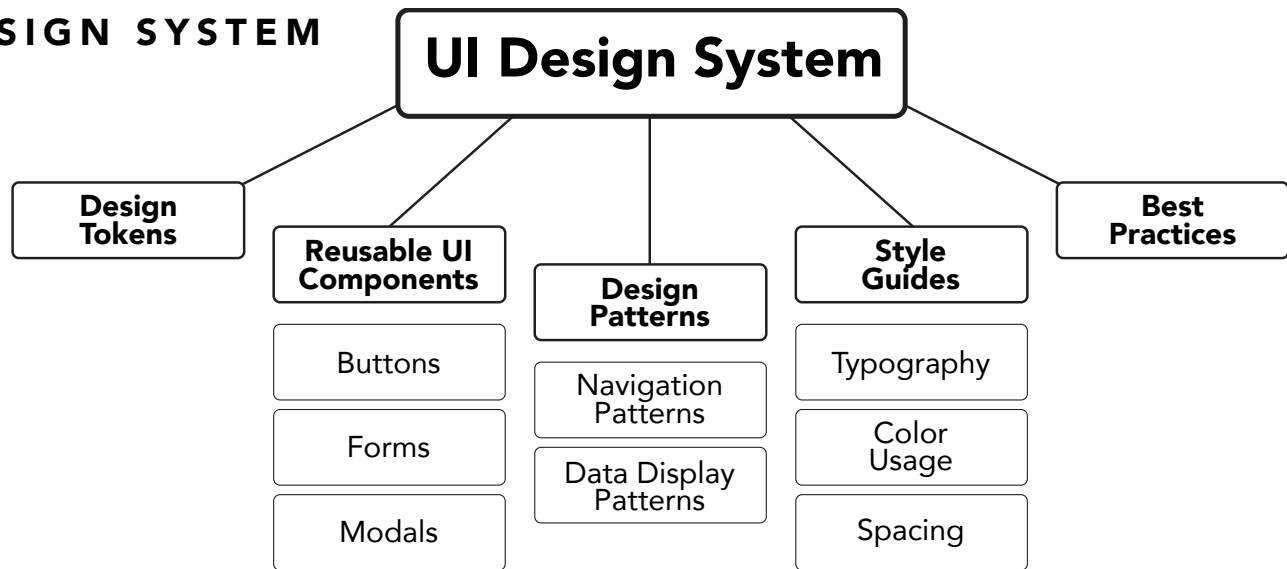 SIGN SYSTEM
UI Design System
Design
Tokens
Reusable UI
Components
Design
Patterns
Style
Guides
Best
Practices
Buttons
Forms
Modals
Navigation
Patterns
Data Display
Patterns
Typography
Color
Usage
Spacing